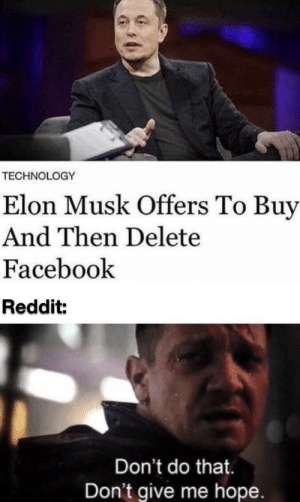 TECHNOLOGY
Elon Musk Offers To Buy
And Then Delete
Facebook
Reddit:
Don't do that.
Don't give me hope.